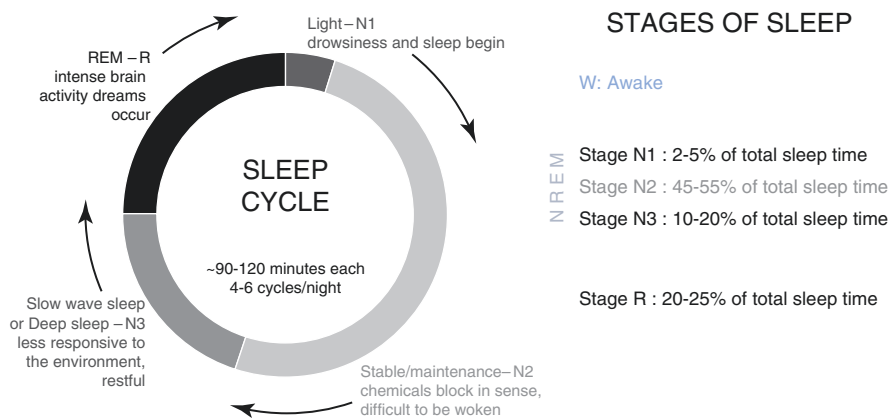 Light–N1
drowsiness and sleep begin
REM –R
intense brain
activity dreams
occur
SLEEP
CYCLE
~90-120 minutes each
4-6 cycles/night
Slow wave sleep
or Deep sleep –N3
less responsive to
the environment,
restful
Stable/maintenance–N2
chemicals block in sense,
difficult to be woken
STAGES OF SLEEP
W: Awake
NREM
Stage N1 : 2-5% of total sleep time
Stage N2 : 45-55% of total sleep time
Stage N3 : 10-20% of total sleep time
Stage R : 20-25% of total sleep time